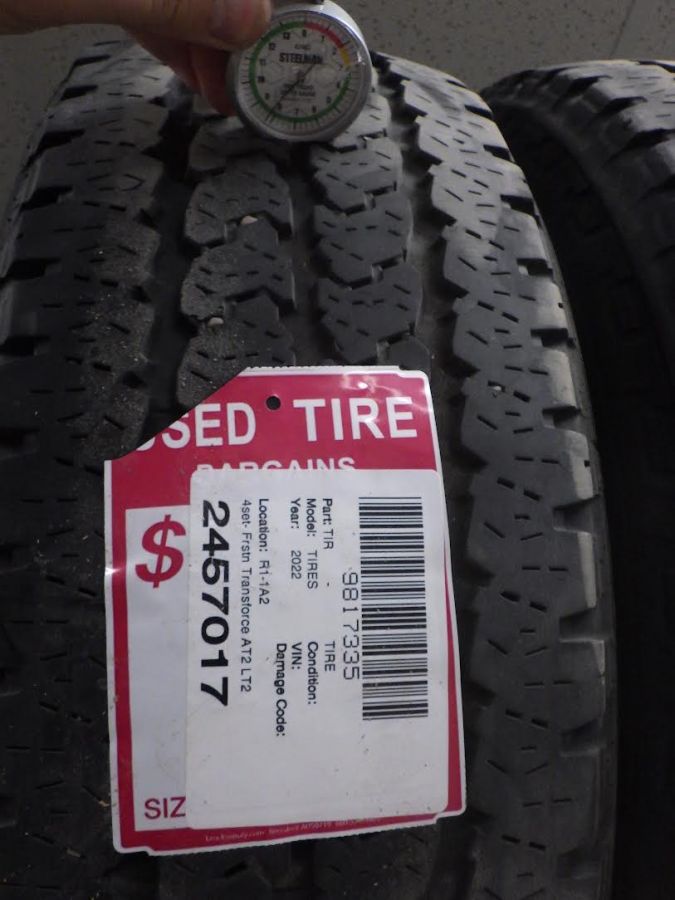 STEELMAN
USED TIRE
BARGAINS
$
SIZ
9817335
Part: TIR - TIRE
Model: TIRES Condition:
Year: 2022 VIN:
Damage Code:
Location: R1-1A2
4set- Frstn Transforce AT2 LT2
2457017